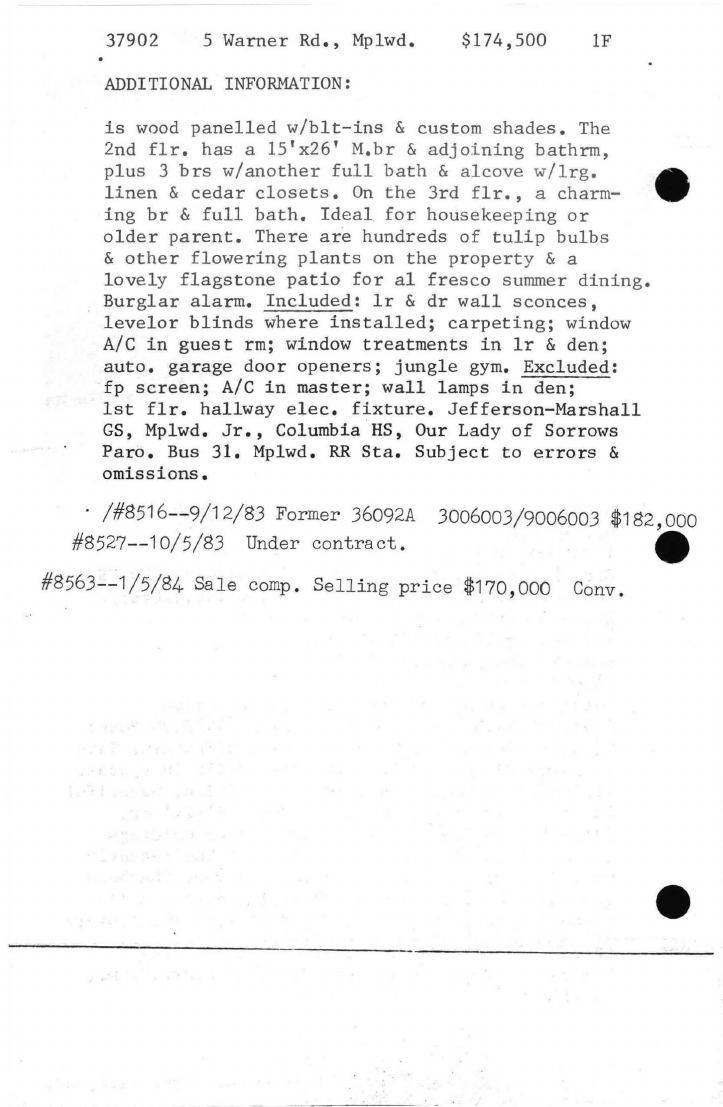 37902 5 Warner Rd., Mplwd. $174,500 1F
ADDITIONAL INFORMATION:
is wood panelled w/blt-ins & custom shades. The
2nd flr. has a 15'x26' M.br & adjoining bathrm,
plus 3 brs w/another full bath & alcove w/lrg.
linen & cedar closets. On the 3rd flr., a charm-
ing br & full bath. Ideal for housekeeping or
older parent. There are hundreds of tulip bulbs
& other flowering plants on the property & a
lovely flagstone patio for al fresco summer dining.
Burglar alarm. Included: lr & dr wall sconces,
levelor blinds where installed; carpeting; window
A/C in guest rm; window treatments in lr & den;
auto. garage door openers; jungle gym. Excluded:
fp screen; A/C in master; wall lamps in den;
1st flr. hallway elec. fixture. Jefferson-Marshall
GS, Mplwd. Jr., Columbia HS, Our Lady of Sorrows
Paro. Bus 31. Mplwd. RR Sta. Subject to errors &
omissions.
/#8516--9/12/83 Former 36092A 3006003/9006003 $182,000
#8527--10/5/83 Under contract.
#8563--1/5/84 Sale comp. Selling price $170,000 Conv.